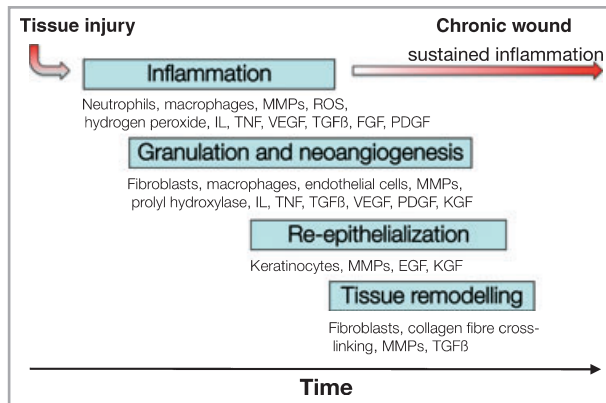 Tissue injury
Chronic wound
sustained inflammation
Inflammation
Neutrophils, macrophages, MMPs, ROS,
hydrogen peroxide, IL, TNF, VEGF, TGFß, FGF, PDGF
Granulation and neoangiogenesis
Fibroblasts, macrophages, endothelial cells, MMPs,
prolyl hydroxylase, IL, TNF, TGFß, VEGF, PDGF, KGF
Re-epithelialization
Keratinocytes, MMPs, EGF, KGF
Tissue remodelling
Fibroblasts, collagen fibre cross-
linking, MMPs, TGFß
Time